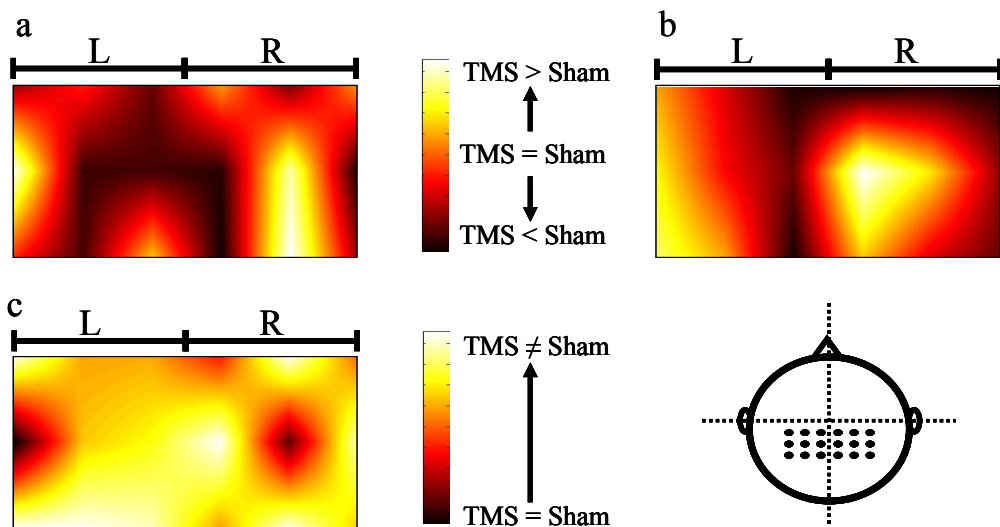 a
L R
TMS > Sham
TMS = Sham
TMS < Sham
b
L R
c
L R
TMS ≠ Sham
TMS = Sham